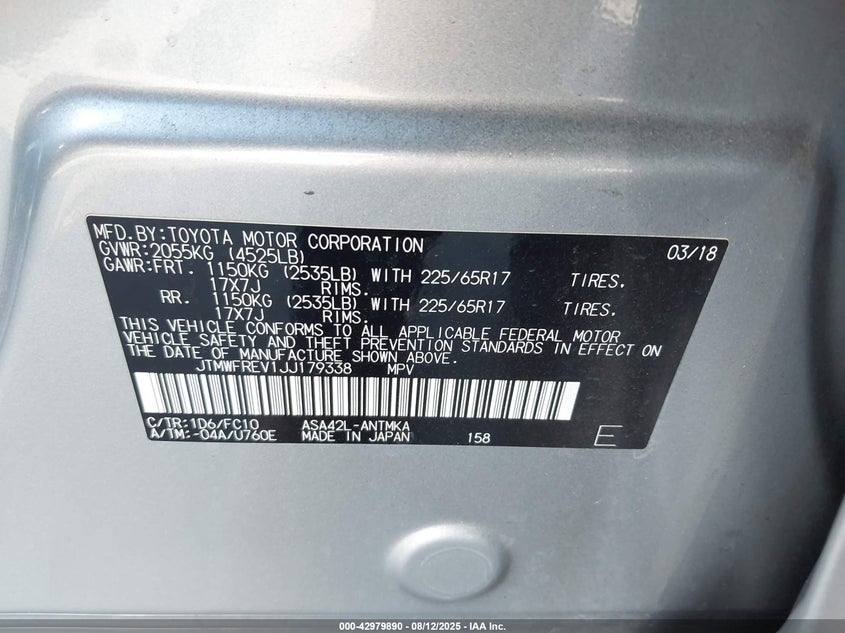 MFD.BY:TOYOTA MOTOR CORPORATION 03/18
GVWR:2055KG (4525LB)
GAWR:FRT. 1150KG (2535LB) WITH 225/65R17 TIRES.
17X7J RIMS.
RR. 1150KG (2535LB) WITH 225/65R17 TIRES.
17X7J RIMS.
THIS VEHICLE CONFORMS TO ALL APPLICABLE FEDERAL MOTOR
VEHICLE SAFETY AND THEFT PREVENTION STANDARDS IN EFFECT ON
THE DATE OF MANUFACTURE SHOWN ABOVE.
JTMWFREV1JJ179338 MPV
C/TR:1D6/FC10 ASA42L-ANTMKA
A/TM:-04A/U760E MADE IN JAPAN 158 E
000-42979890 - 08/12/2025 - IAA Inc.